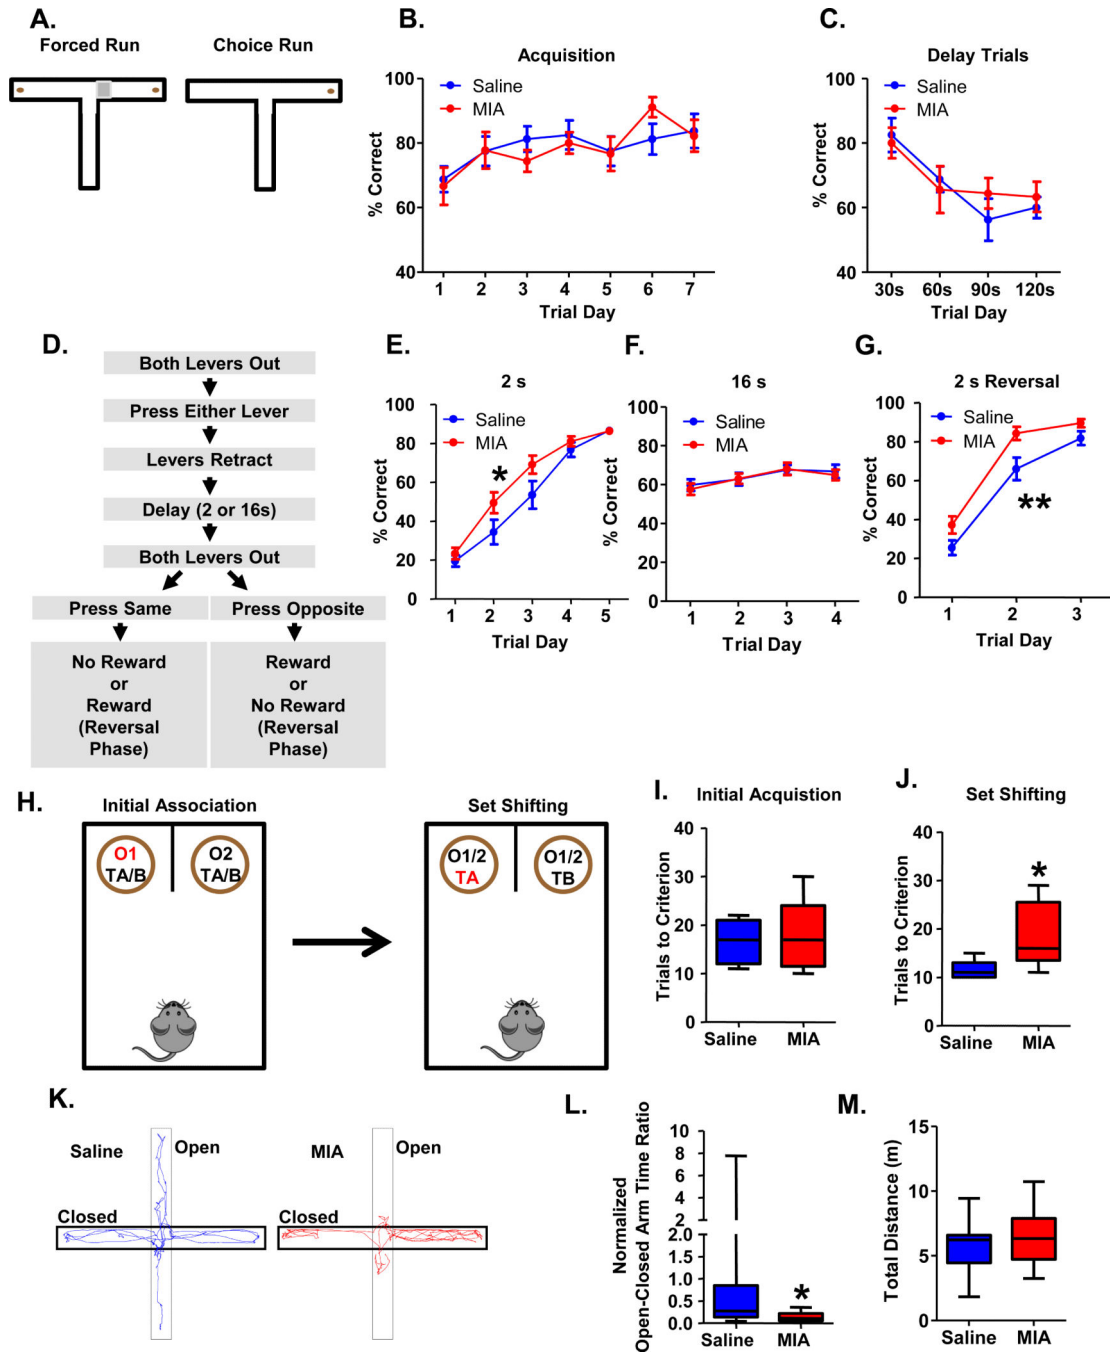 A.
Forced Run
Choice Run
B.
Acquisition
Saline
MIA
% Correct
100
80
60
40
1 2 3 4 5 6 7
Trial Day
C.
Delay Trials
Saline
MIA
% Correct
100
80
60
40
30s 60s 90s 120s
Trial Day
D.
Both Levers Out
Press Either Lever
Levers Retract
Delay (2 or 16s)
Both Levers Out
Press Same
Press Opposite
No Reward
or
Reward
(Reversal
Phase)
Reward
or
No Reward
(Reversal
Phase)
E.
2 s
Saline
MIA
*
% Correct
100
80
60
40
20
0
1 2 3 4 5
Trial Day
F.
16 s
Saline
MIA
% Correct
100
80
60
40
20
0
1 2 3 4
Trial Day
G.
2 s Reversal
Saline
MIA
**
% Correct
100
80
60
40
20
0
1 2 3
Trial Day
H.
Initial Association
O1
TA/B
O2
TA/B
Set Shifting
O1/2
TA
O1/2
TB
I.
Initial Acquistion
Trials to Criterion
40
30
20
10
0
Saline MIA
J.
Set Shifting
*
Trials to Criterion
40
30
20
10
0
Saline MIA
K.
Saline
Open
Closed
MIA
Open
Closed
L.
Normalized
Open-Closed Arm Time Ratio
10
8
6
4
2
2.0
1.5
1.0
0.5
0.0
*
Saline MIA
M.
Total Distance (m)
15
10
5
0
Saline MIA